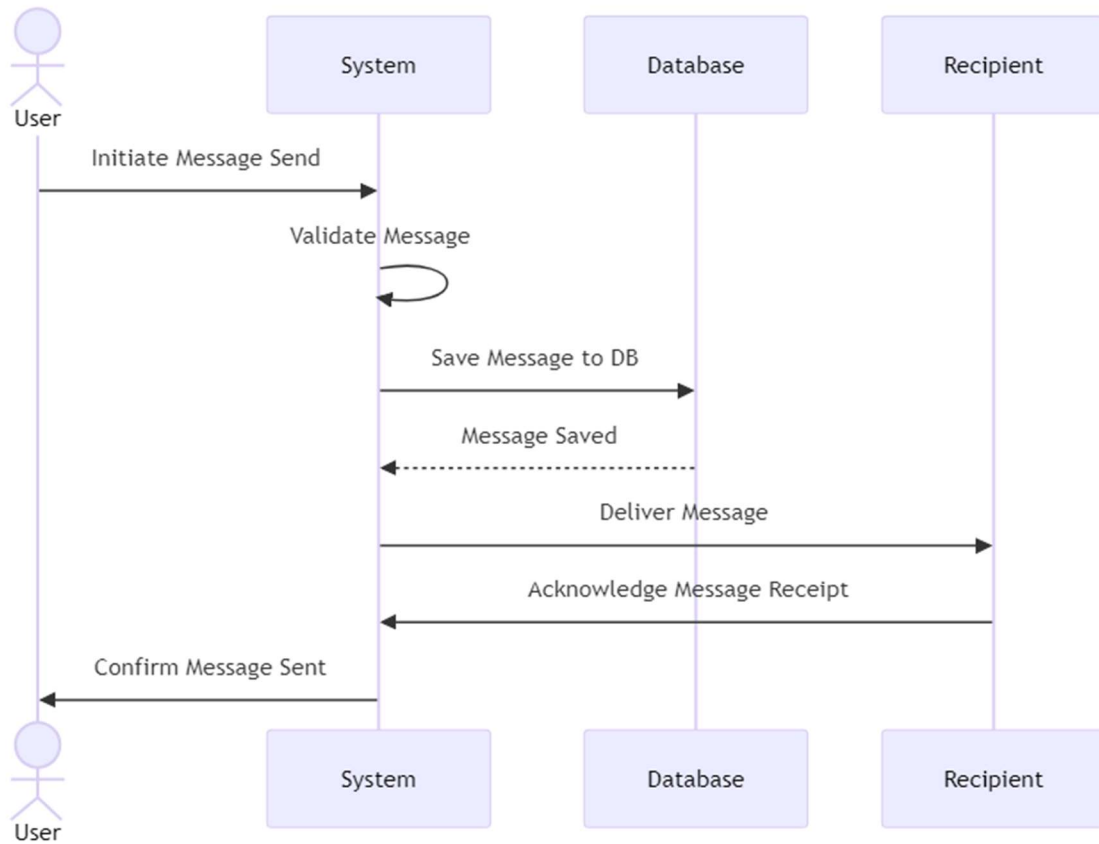 System
Database
Recipient
User
Initiate Message Send
Validate Message
Save Message to DB
Message Saved
Deliver Message
Acknowledge Message Receipt
Confirm Message Sent
System
Database
Recipient
User